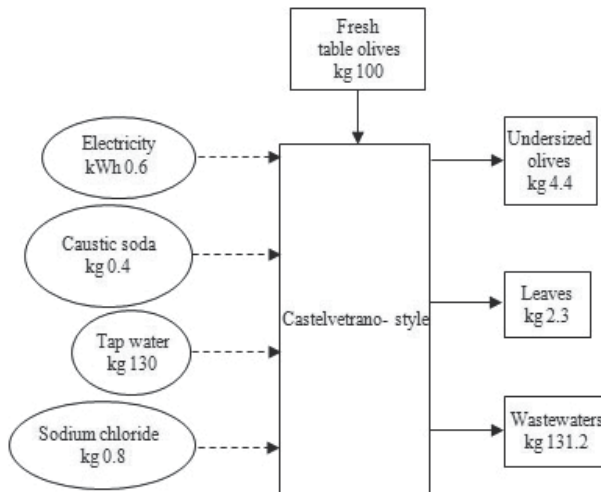 Fresh
table olives
kg 100
Electricity
kWh 0.6
Caustic soda
kg 0.4
Tap water
kg 130
Sodium chloride
kg 0.8
Castelvetrano- style
Undersized
olives
kg 4.4
Leaves
kg 2.3
Wastewaters
kg 131.2